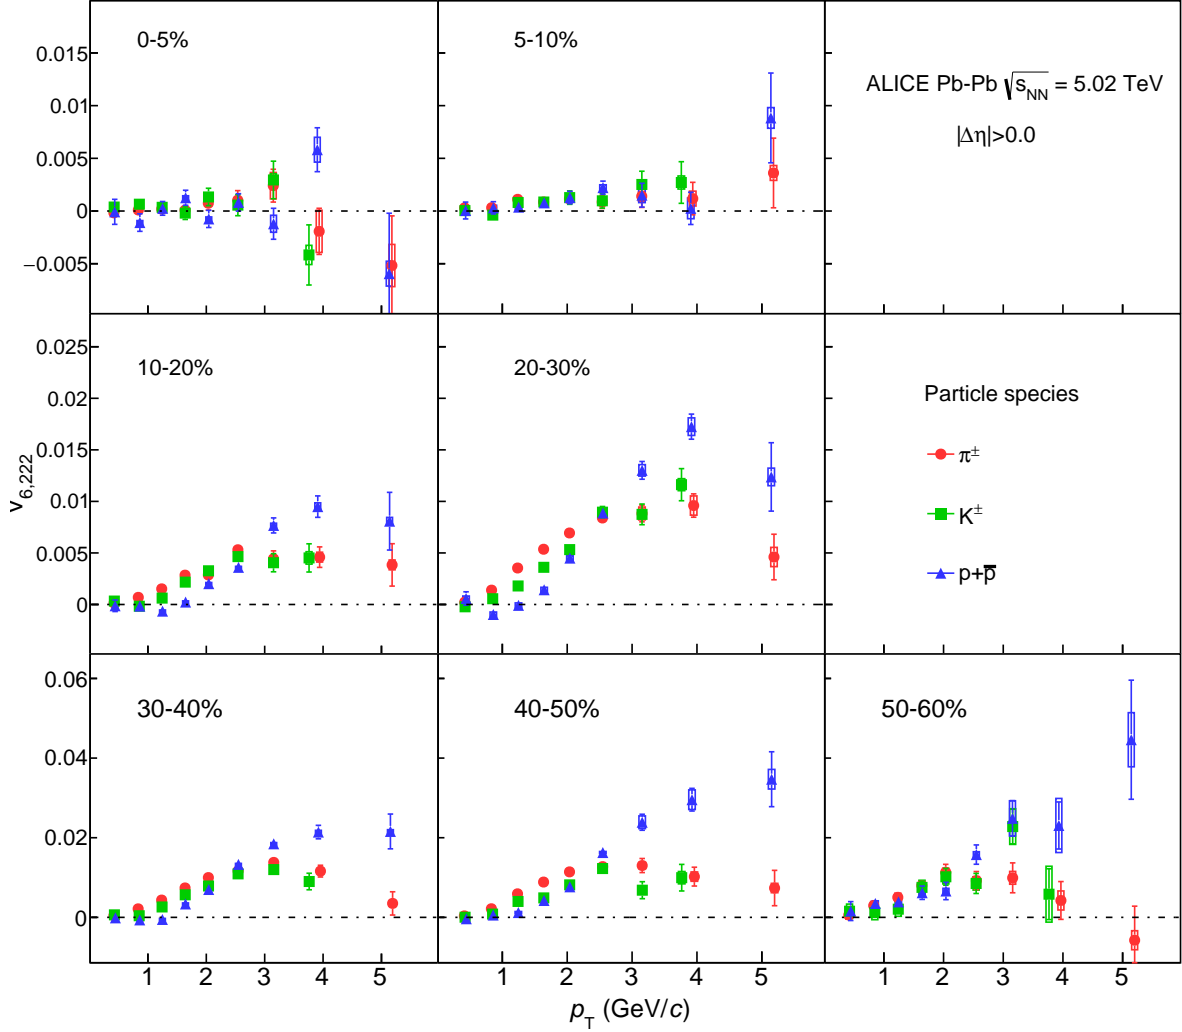 0-5%
5-10%
ALICE Pb-Pb √s_NN = 5.02 TeV
|Δη|>0.0
0.015
0.01
0.005
0
−0.005
10-20%
20-30%
Particle species
π±
K±
p+p̅
0.025
0.02
0.015
0.01
0.005
0
v_6,222
30-40%
40-50%
50-60%
0.06
0.04
0.02
0
1 2 3 4 5
1 2 3 4 5
1 2 3 4 5
p_T (GeV/c)